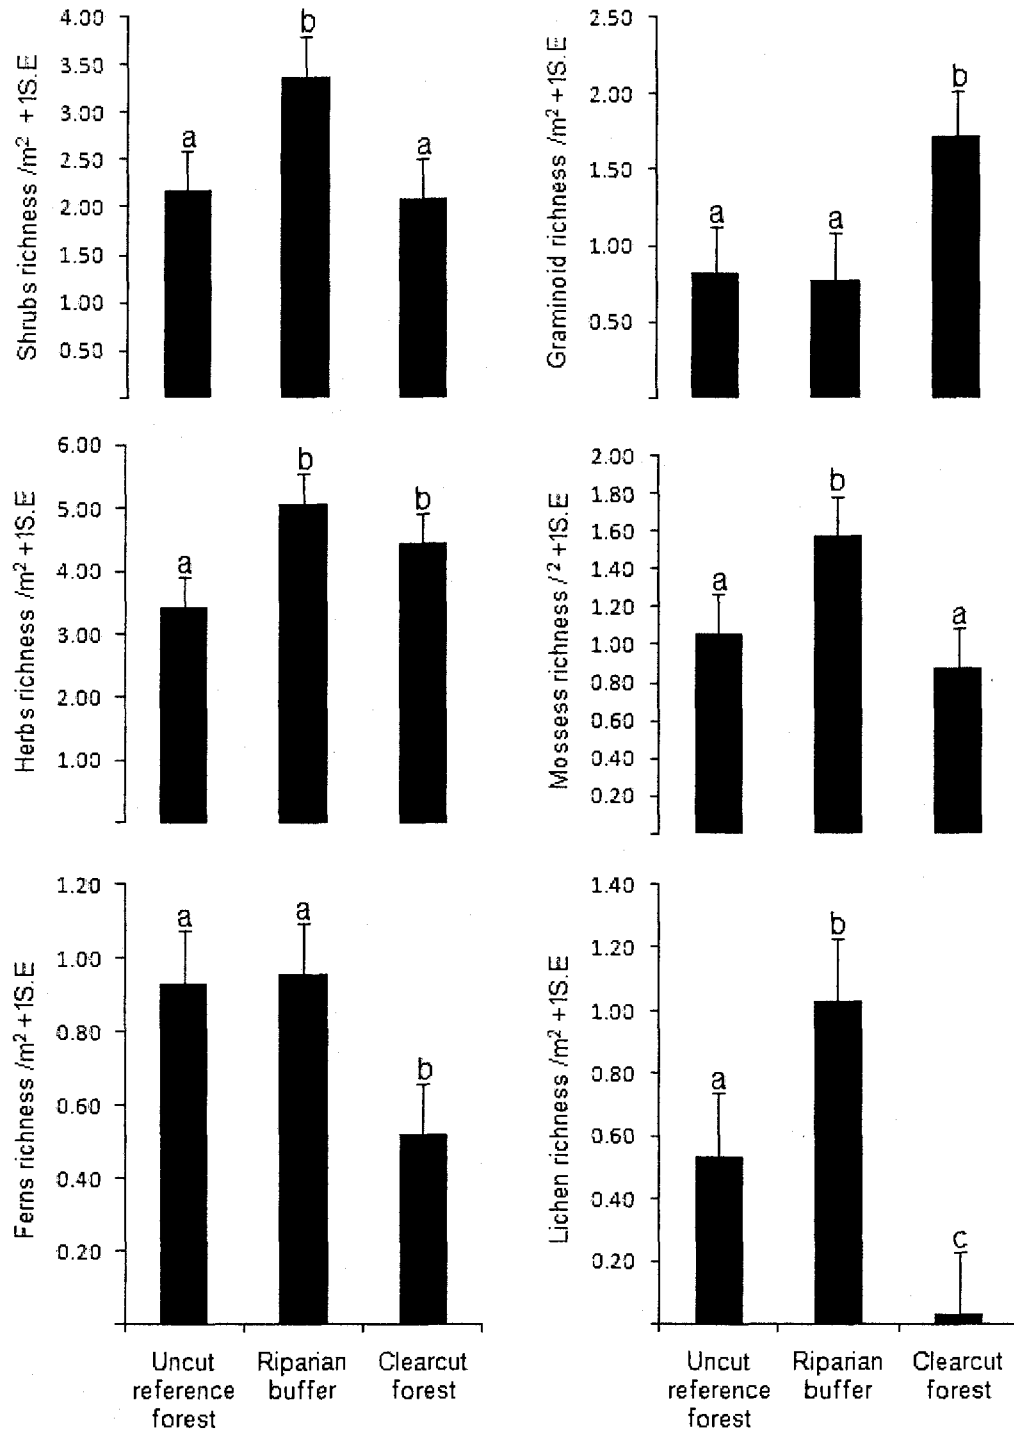 Shrubs richness /m² +1S.E
4.00
3.50
3.00
2.50
2.00
1.50
1.00
0.50
a
b
a
Graminoid richness /m² +1S.E
2.50
2.00
1.50
1.00
0.50
a
a
b
Herbs richness /m² +1S.E
6.00
5.00
4.00
3.00
2.00
1.00
a
b
b
Mossess richness / ² +1S.E
2.00
1.80
1.60
1.40
1.20
1.00
0.80
0.60
0.40
0.20
a
b
a
Ferns richness /m² +1S.E
1.20
1.00
0.80
0.60
0.40
0.20
a
a
b
Uncut
reference
forest
Riparian
buffer
Clearcut
forest
Lichen richness /m² +1S.E
1.40
1.20
1.00
0.80
0.60
0.40
0.20
a
b
c
Uncut
reference
forest
Riparian
buffer
Clearcut
forest